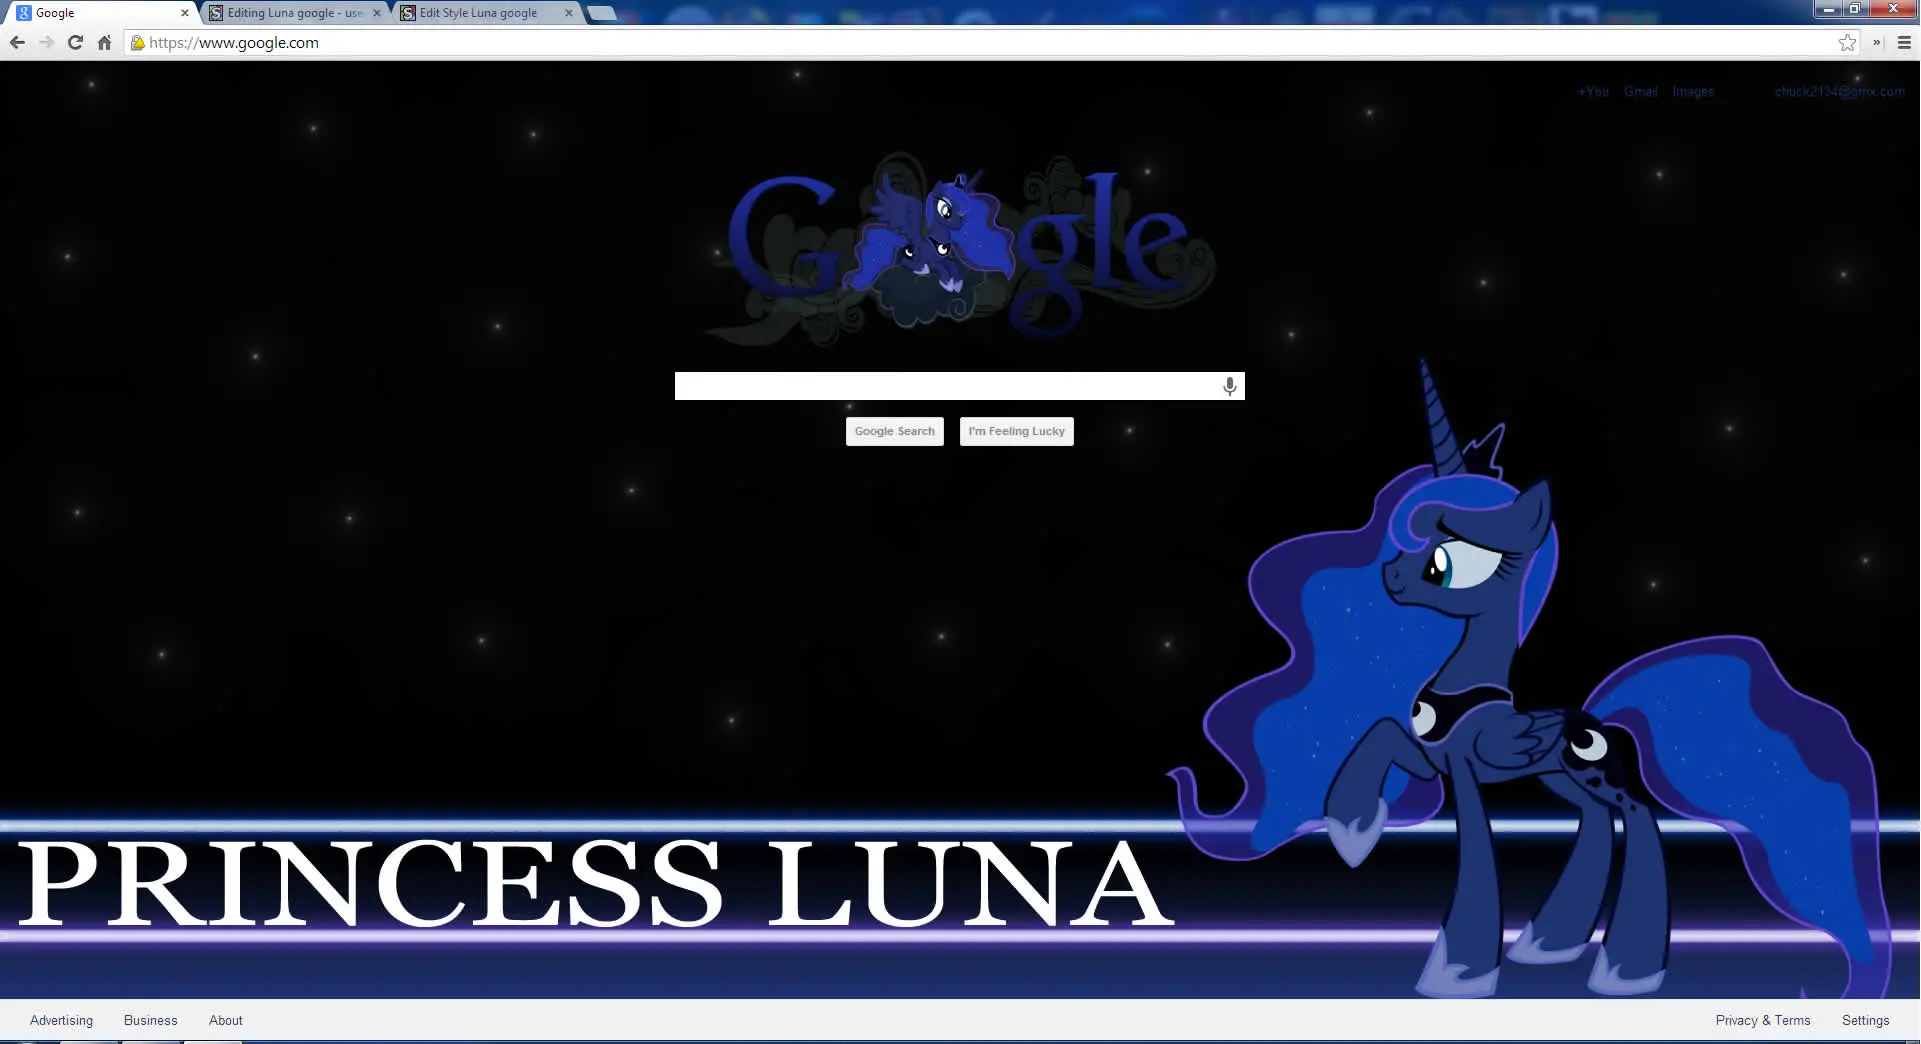 Google
Editing Luna google - use
Edit Style Luna google
https://www.google.com
+You Gmail Images chuck2134@gmx.com
Google
Google Search I'm Feeling Lucky
PRINCESS LUNA
Advertising Business About Privacy & Terms Settings